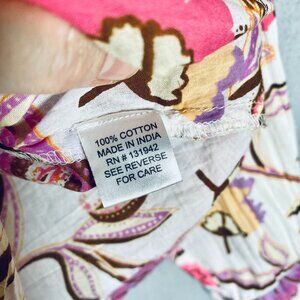 100% COTTON
MADE IN INDIA
RN # 131942
SEE REVERSE
FOR CARE